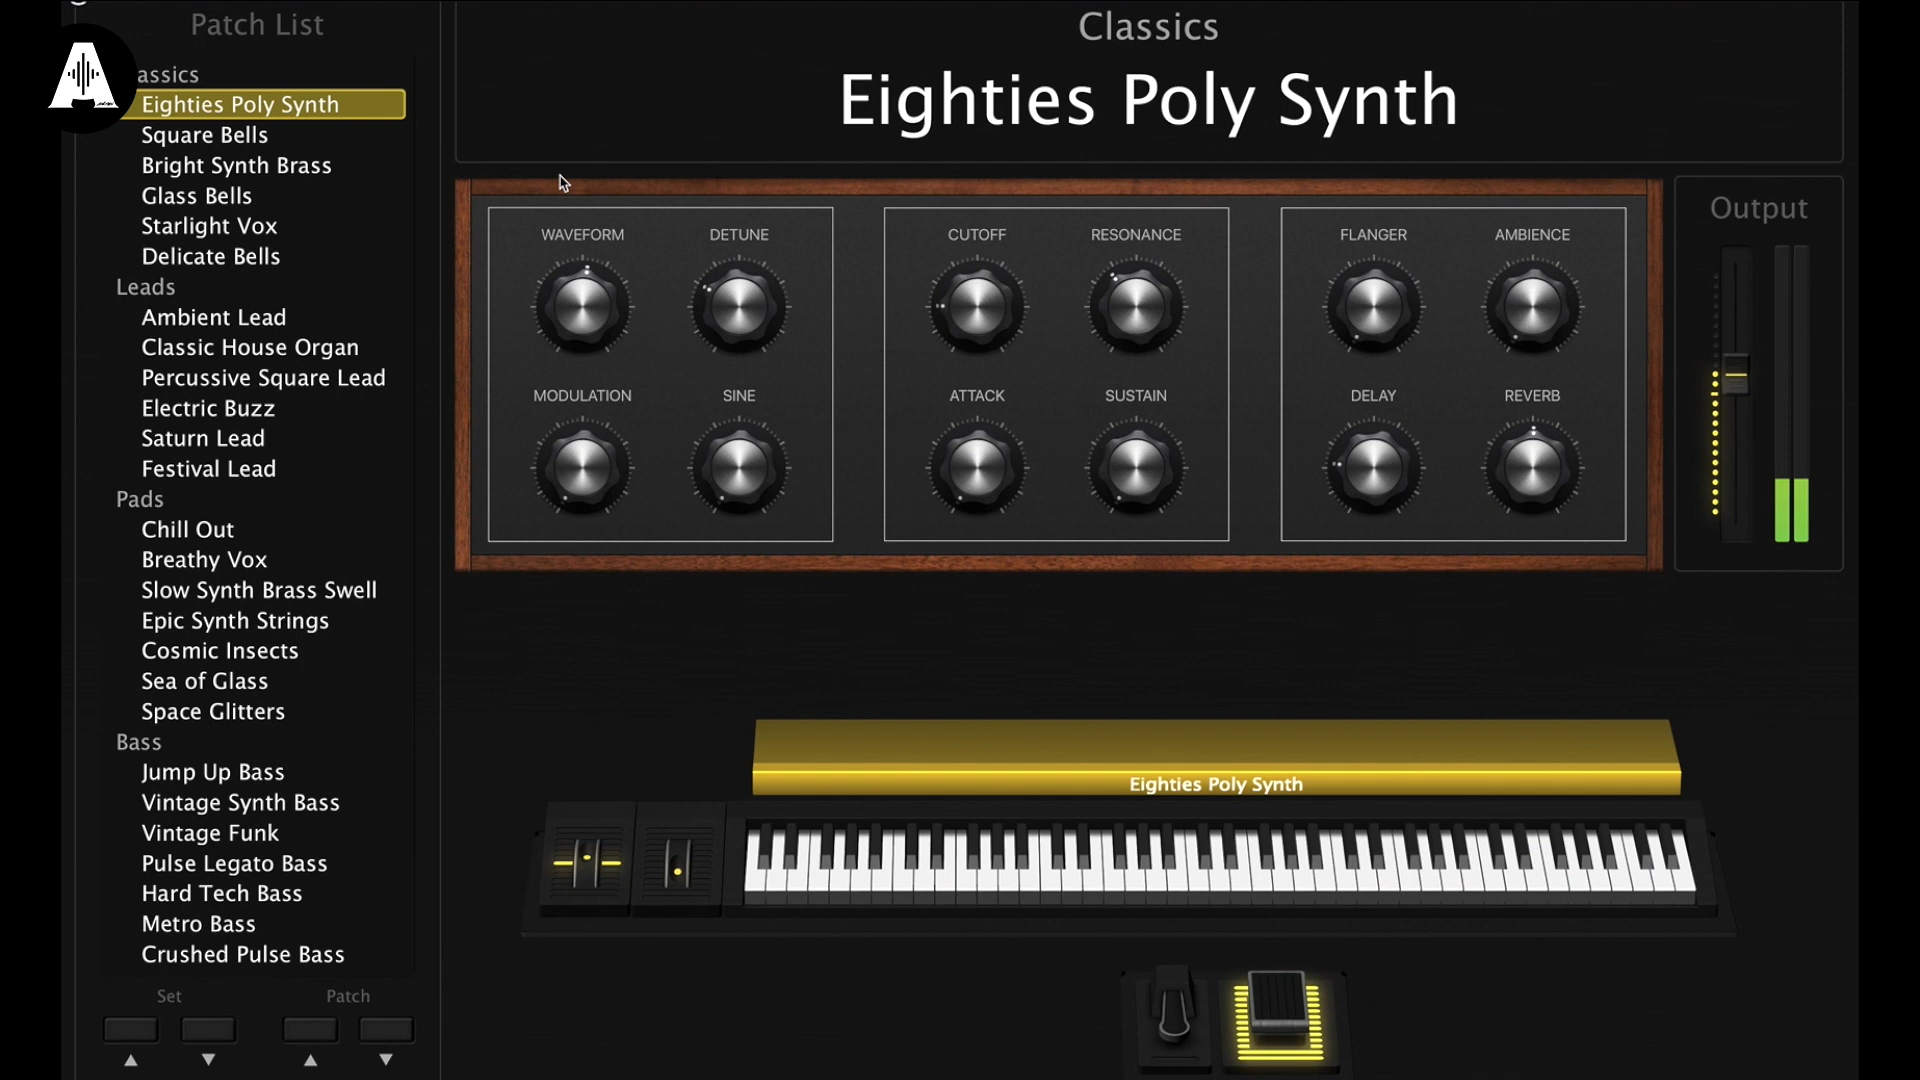 Patch List
assics
Eighties Poly Synth
Square Bells
Bright Synth Brass
Glass Bells
Starlight Vox
Delicate Bells
Leads
Ambient Lead
Classic House Organ
Percussive Square Lead
Electric Buzz
Saturn Lead
Festival Lead
Pads
Chill Out
Breathy Vox
Slow Synth Brass Swell
Epic Synth Strings
Cosmic Insects
Sea of Glass
Space Glitters
Bass
Jump Up Bass
Vintage Synth Bass
Vintage Funk
Pulse Legato Bass
Hard Tech Bass
Metro Bass
Crushed Pulse Bass
Set Patch
Classics
Eighties Poly Synth
WAVEFORM DETUNE CUTOFF RESONANCE FLANGER AMBIENCE
MODULATION SINE ATTACK SUSTAIN DELAY REVERB
Output
Eighties Poly Synth